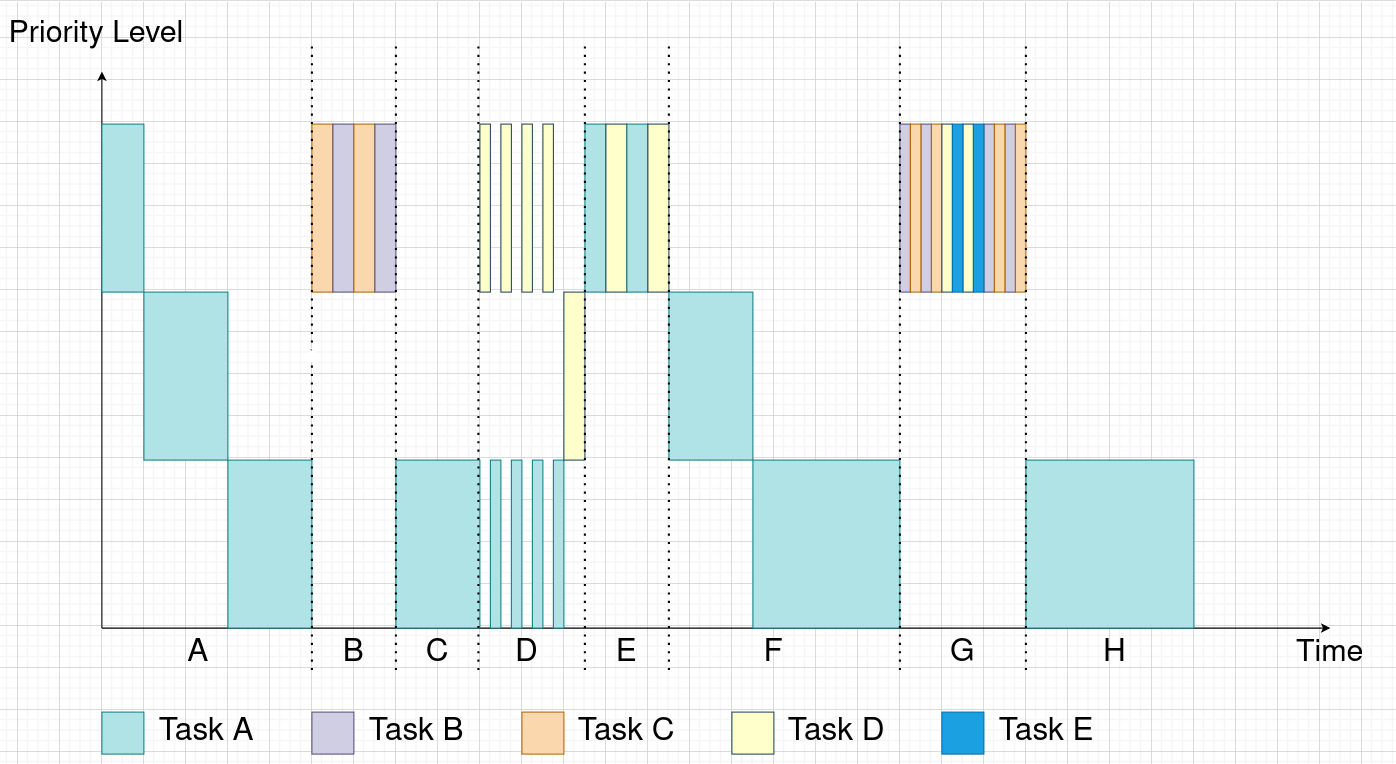 Priority Level
A B C D E F G H
Time
Task A Task B Task C Task D Task E